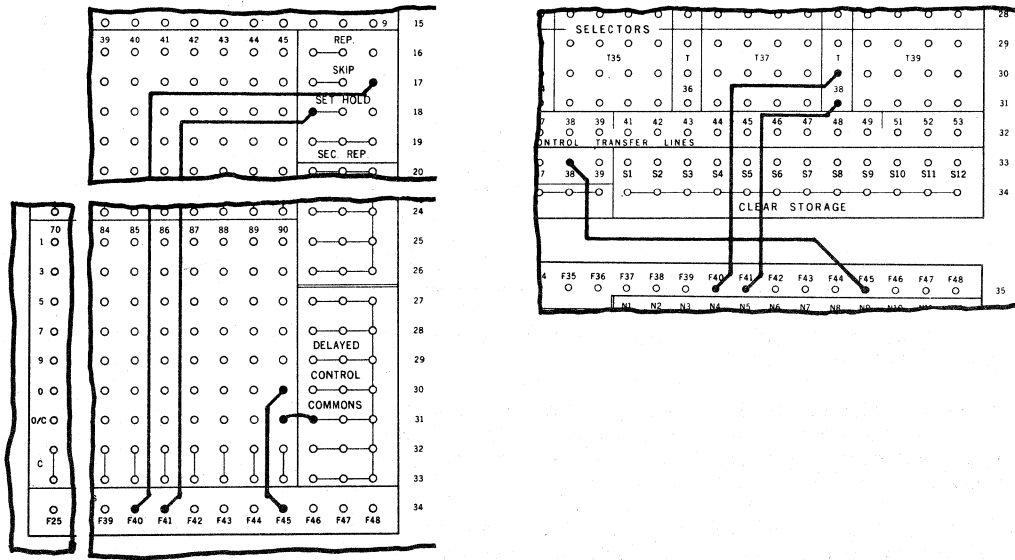 9 15
39 40 41 42 43 44 45 REP. 16
SKIP 17
SET HOLD 18
19
SEC. REP.
20
24
70 84 85 86 87 88 89 90
1 25
3 26
5 27
7 28
DELAYED
9 29
CONTROL
0 30
COMMONS
0/C 31
32
C
33
S
34
F25 F39 F40 F41 F42 F43 F44 F45 F46 F47 F48
28
SELECTORS
29
T35 T T37 T T39
30
36 38
31
7 38 39 41 42 43 44 45 46 47 48 49 51 52 53
32
ONTROL TRANSFER LINES
33
37 38 39 S1 S2 S3 S4 S5 S6 S7 S8 S9 S10 S11 S12
34
CLEAR STORAGE
4 F35 F36 F37 F38 F39 F40 F41 F42 F43 F44 F45 F46 F47 F48
35
N1 N2 N3 N4 N5 N6 N7 N8 N9 N10